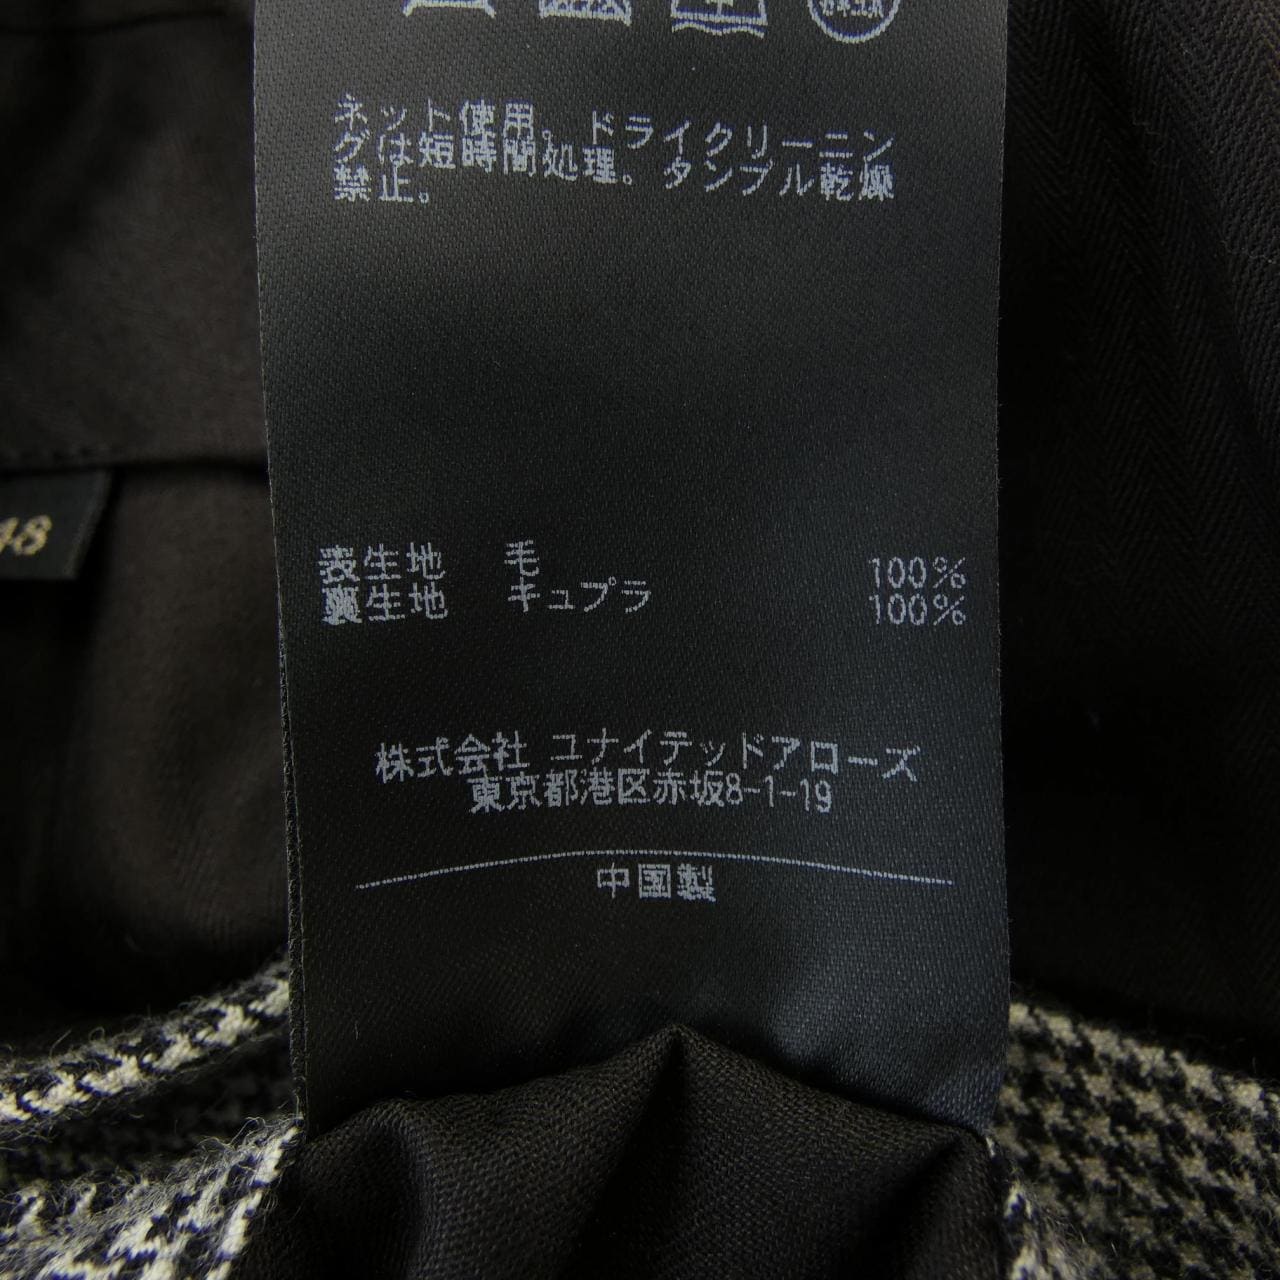 ネット使用。ドライクリーニン
グは短時間処理。タンブル乾燥
禁止。
48
表生地 毛 100%
裏生地 キュプラ 100%
株式会社 ユナイテッドアローズ
東京都港区赤坂8-1-19
中国製